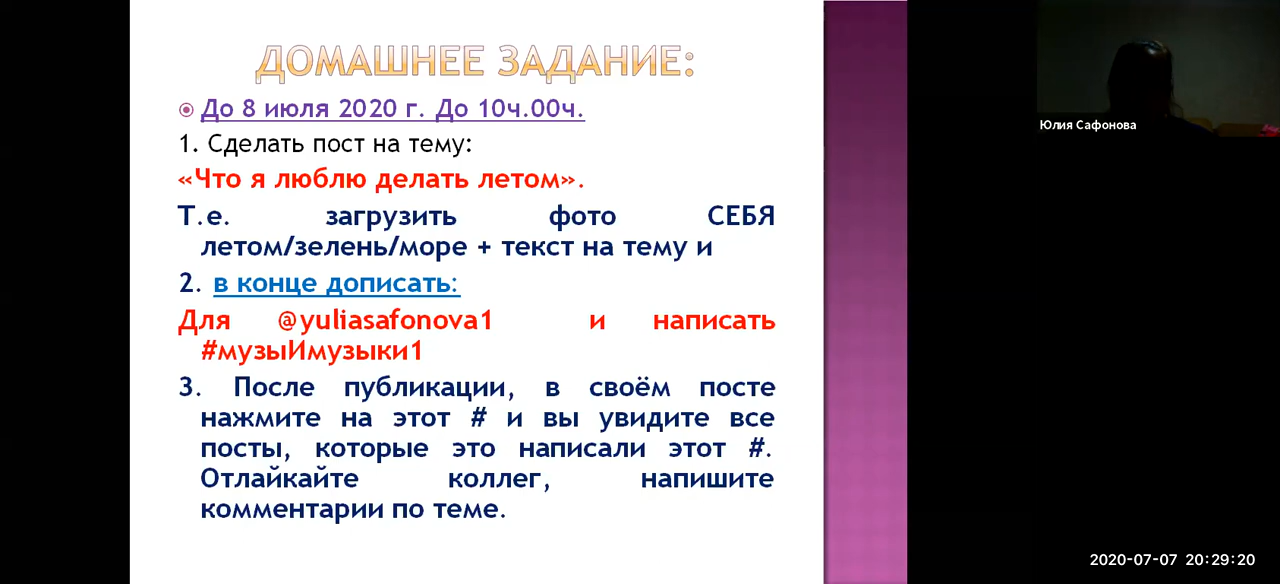 ДОМАШНЕЕ ЗАДАНИЕ:
До 8 июля 2020 г. До 10ч.00ч.
1. Сделать пост на тему:
«Что я люблю делать летом».
Т.е. загрузить фото СЕБЯ
летом/зелень/море + текст на тему и
2. в конце дописать:
Для @yuliasafonova1 и написать
#музыИмузыки1
3. После публикации, в своём посте
нажмите на этот # и вы увидите все
посты, которые это написали этот #.
Отлайкайте коллег, напишите
комментарии по теме.
Юлия Сафонова
2020-07-07 20:29:20